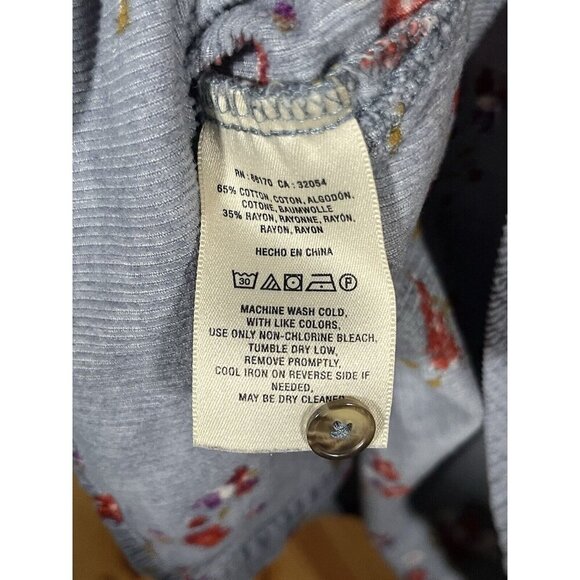 RN : 66170 CA : 32054
65% COTTON, COTON, ALGODÓN,
COTONE, BAUMWOLLE
35% RAYON, RAYONNE, RAYÓN,
RAYON, RAYON
HECHO EN CHINA
30 P
MACHINE WASH COLD,
WITH LIKE COLORS,
USE ONLY NON-CHLORINE BLEACH,
TUMBLE DRY LOW,
REMOVE PROMPTLY,
COOL IRON ON REVERSE SIDE IF
NEEDED,
MAY BE DRY CLEANED